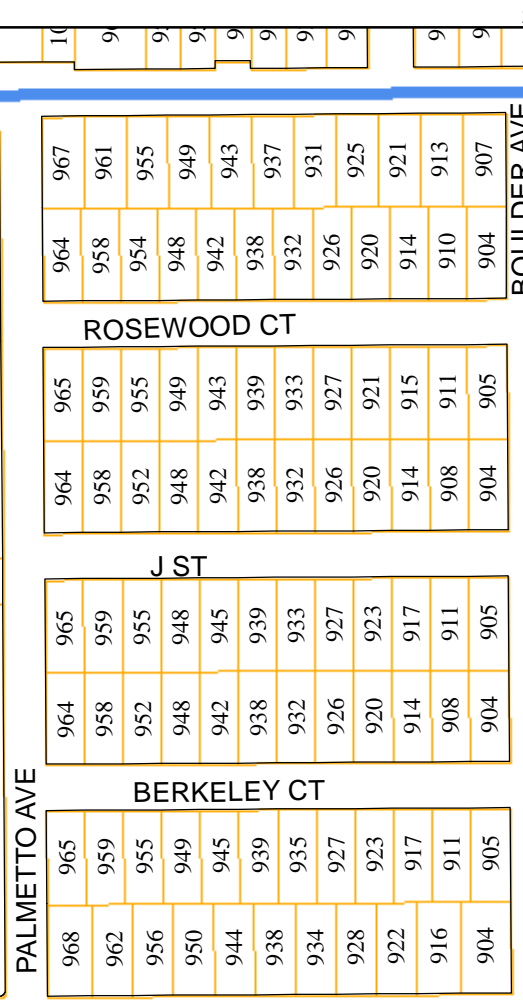 967 961 955 949 943 937 931 925 921 913 907
BOULDER AVE
964 958 954 948 942 938 932 926 920 914 910 904
ROSEWOOD CT
965 959 955 949 943 939 933 927 921 915 911 905
964 958 952 948 942 938 932 926 920 914 908 904
J ST
965 959 955 948 945 939 933 927 923 917 911 905
964 958 952 948 942 938 932 926 920 914 908 904
BERKELEY CT
PALMETTO AVE
965 959 955 949 945 939 935 927 923 917 911 905
968 962 956 950 944 938 934 928 922 916 904